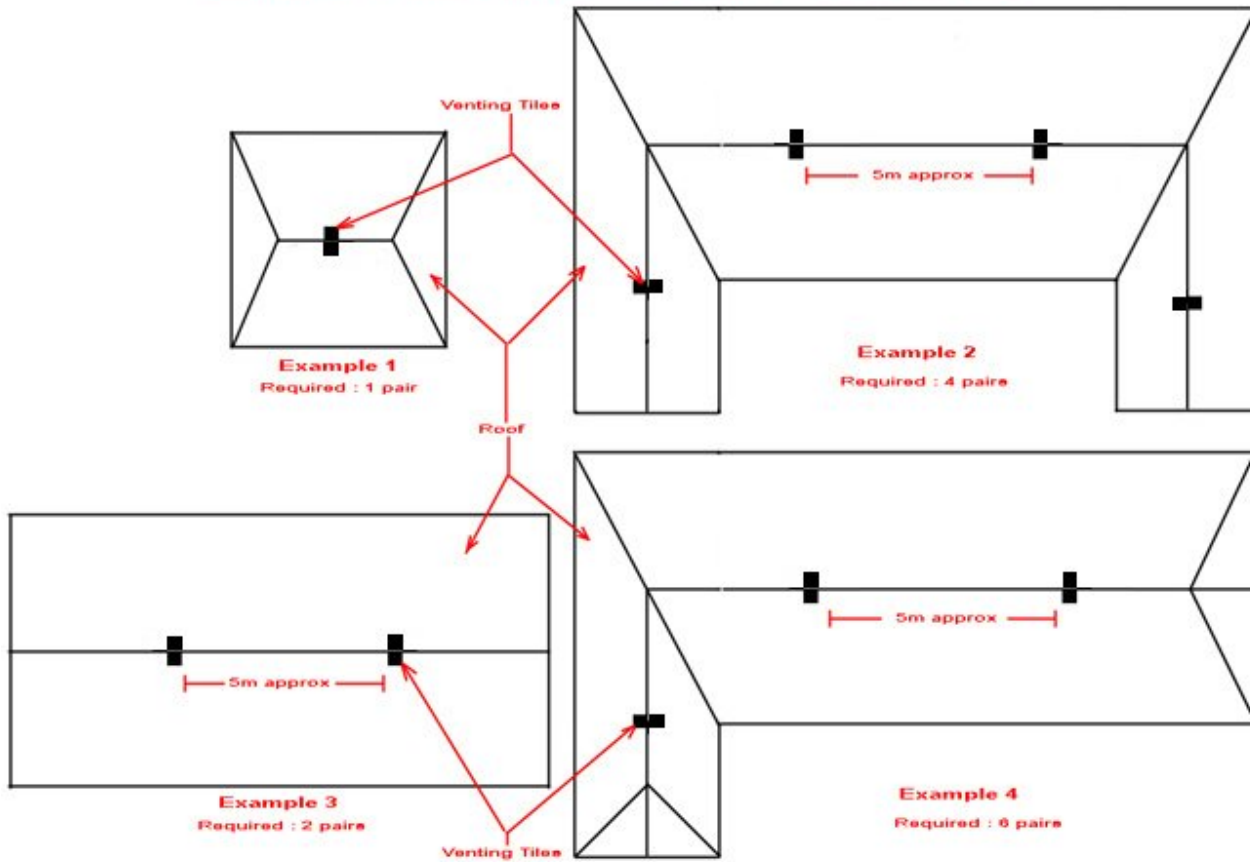 Venting Tiles
5m approx
Example 1
Required : 1 pair
Example 2
Required : 4 pairs
Roof
5m approx
5m approx
Example 3
Required : 2 pairs
Example 4
Required : 6 pairs
Venting Tiles